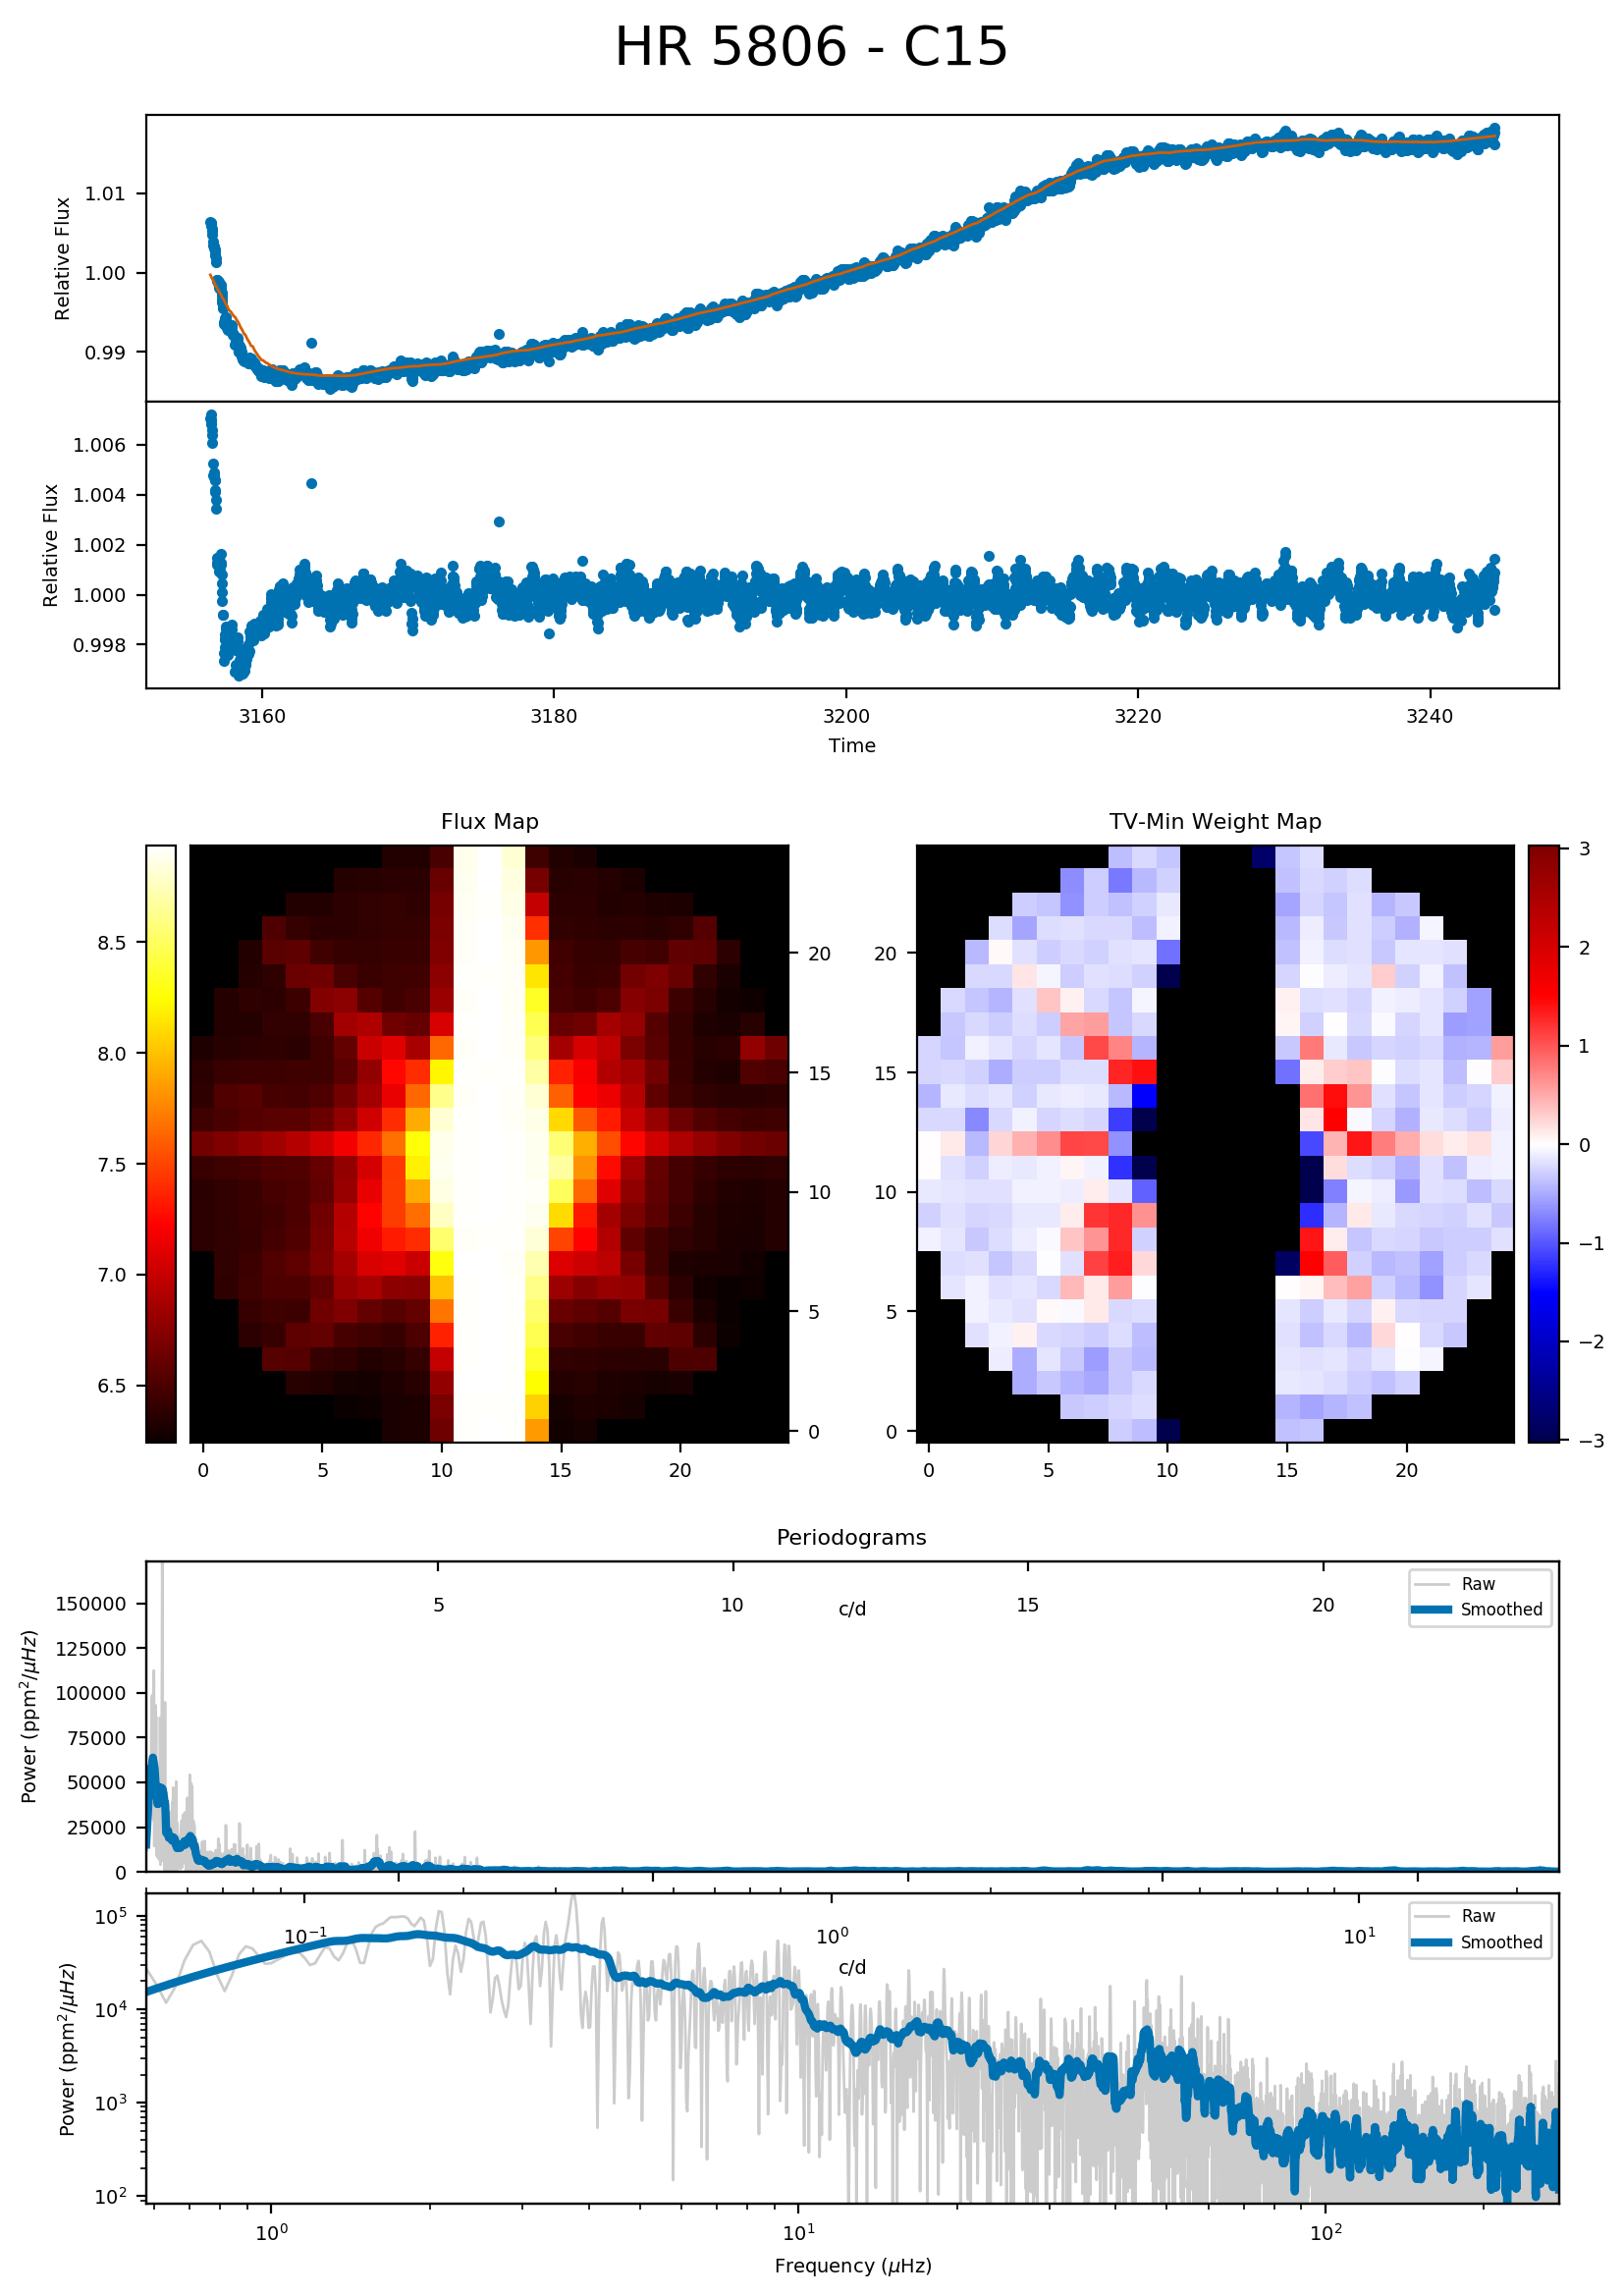 HR 5806 - C15
Relative Flux
1.01
1.00
0.99
Relative Flux
1.006
1.004
1.002
1.000
0.998
3160 3180 3200 3220 3240
Time
Flux Map
8.5
8.0
7.5
7.0
6.5
20
15
10
5
0
0 5 10 15 20
TV-Min Weight Map
20
15
10
5
0
0 5 10 15 20
3
2
1
0
−1
−2
−3
Periodograms
Power (ppm²/μHz)
150000
125000
100000
75000
50000
25000
0
5 10 15 20
c/d
Raw
Smoothed
Power (ppm²/μHz)
10⁵
10⁴
10³
10²
10⁻¹ 10⁰ 10¹
c/d
Raw
Smoothed
10⁰ 10¹ 10²
Frequency (μHz)